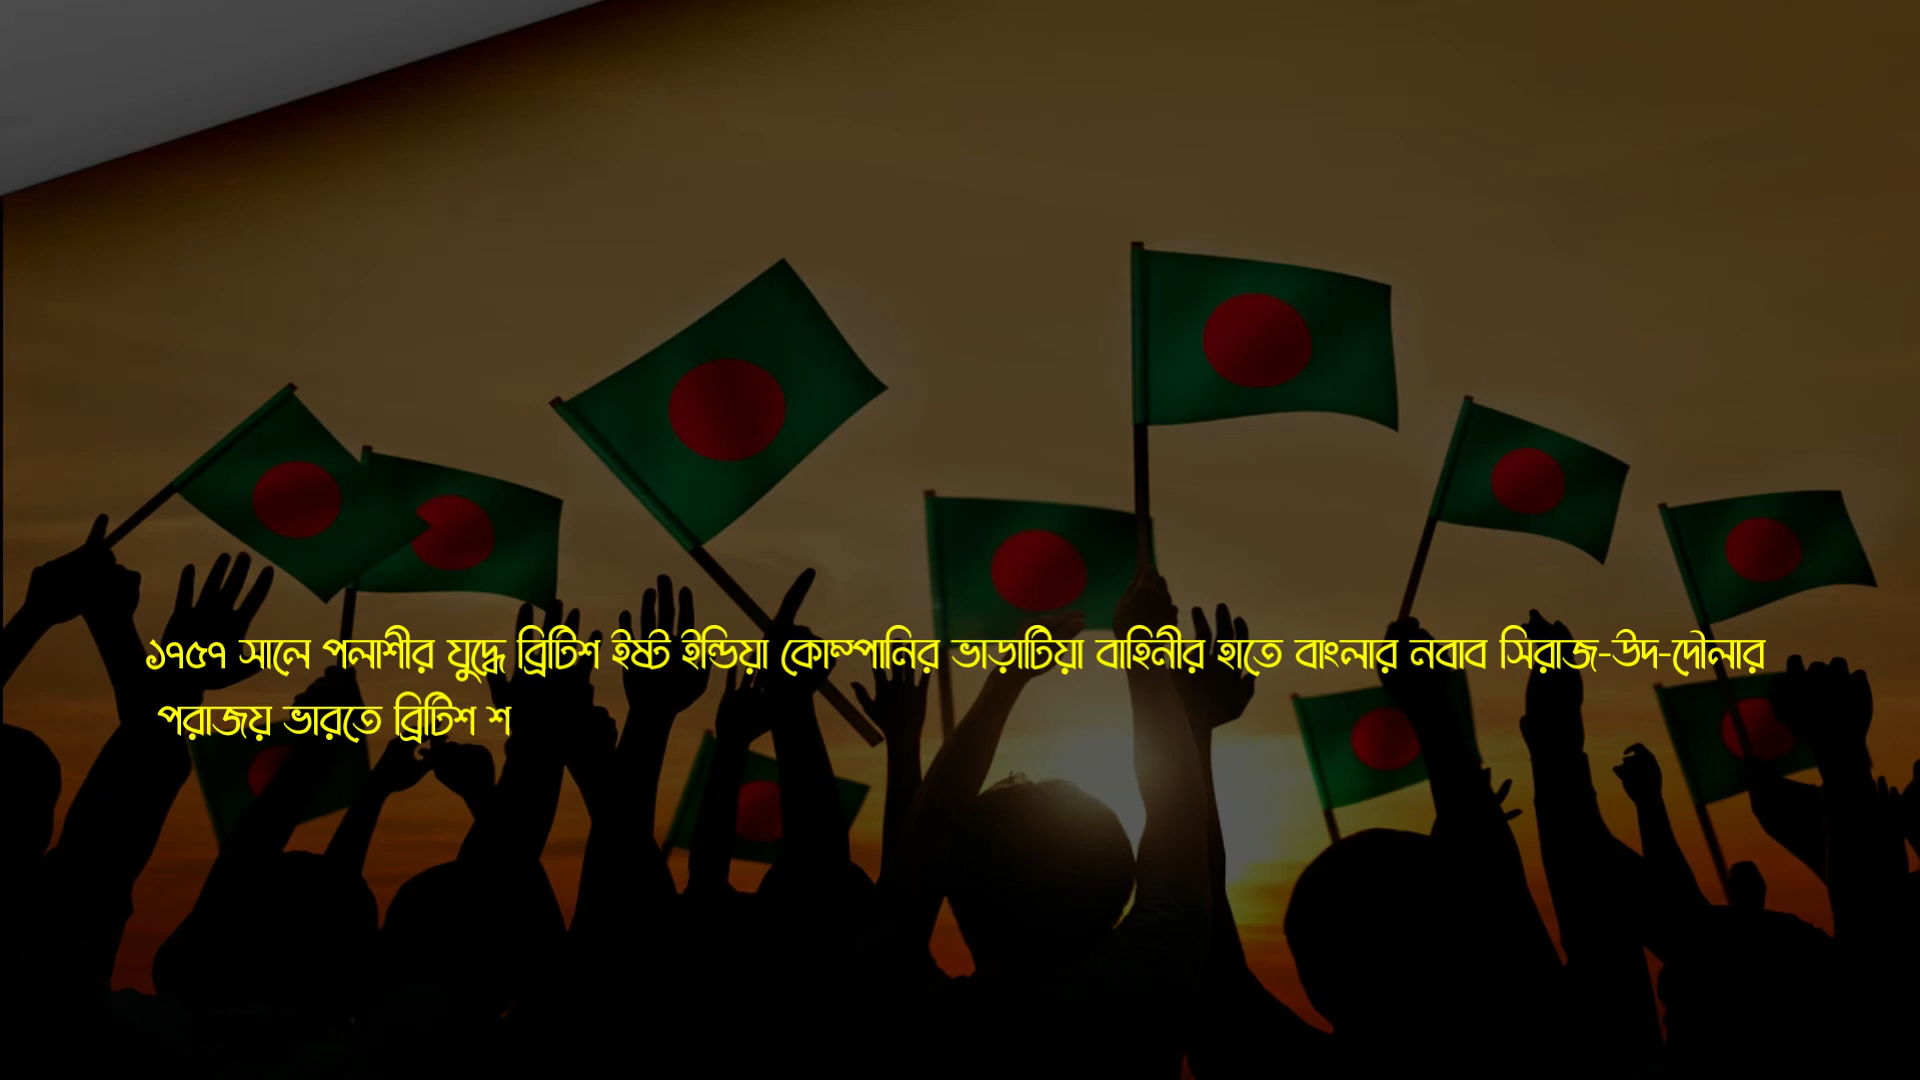 ১৭৫৭ সালে পলাশীর যুদ্ধে ব্রিটিশ ইষ্ট ইন্ডিয়া কোম্পানির ভাড়াটিয়া বাহিনীর হাতে বাংলার নবাব সিরাজ-উদ-দৌলার
পরাজয় ভারতে ব্রিটিশ শ